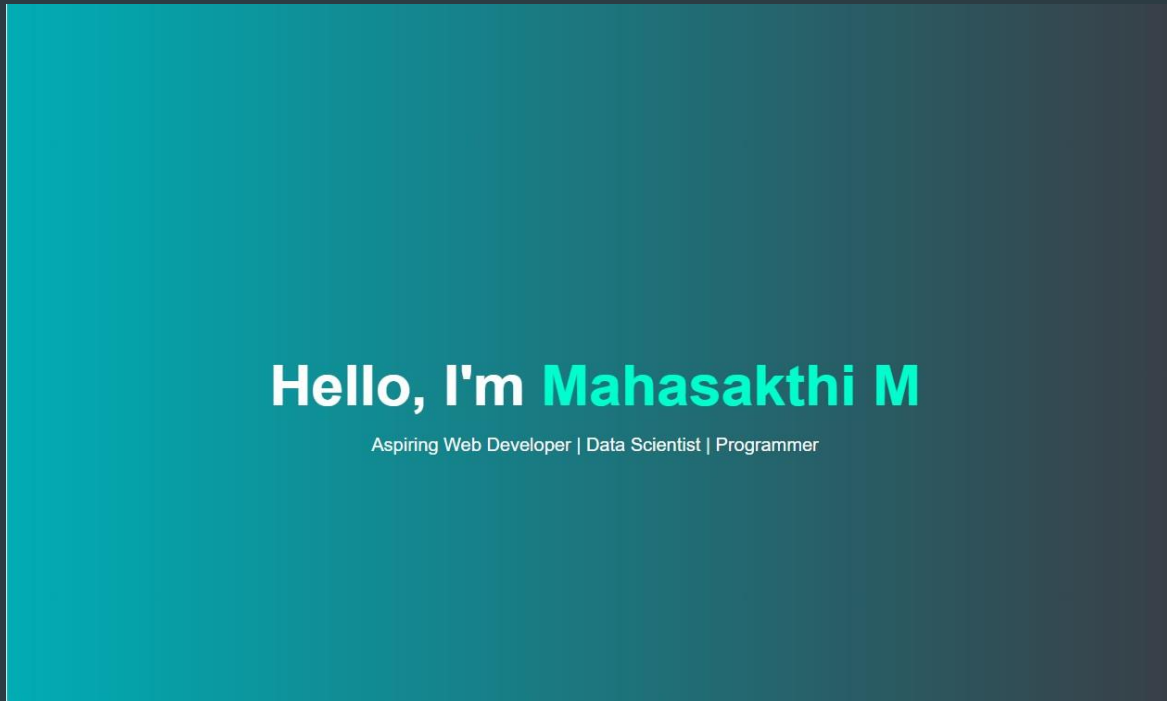 Hello, I'm Mahasakthi M
Aspiring Web Developer | Data Scientist | Programmer